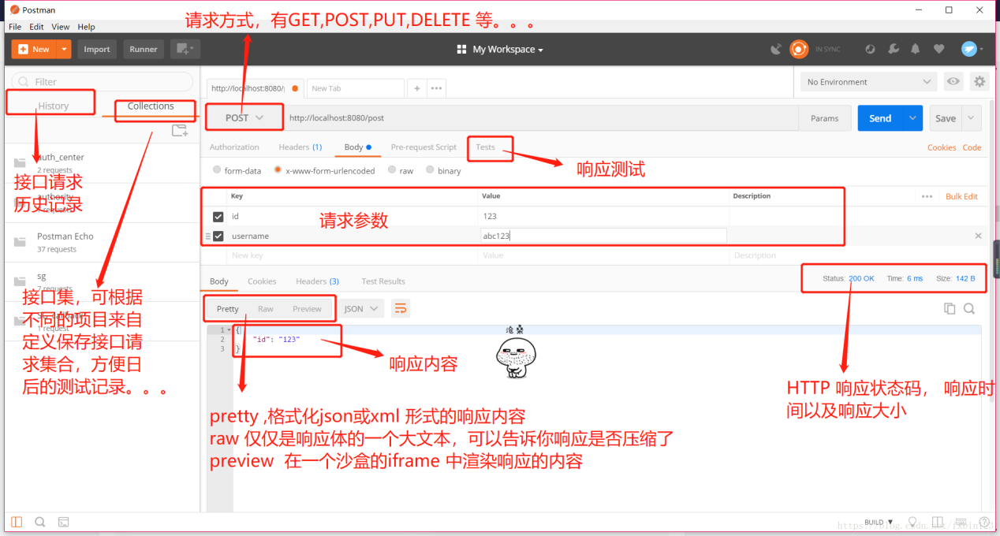 Postman
请求方式，有GET,POST,PUT,DELETE 等。。。
File Edit View Help
New Import Runner
My Workspace
IN SYNC
Filter
History Collections
http://localhost:8080/ New Tab + •••
No Environment
POST http://localhost:8080/post Params Send Save
Authorization Headers (1) Body Pre-request Script Tests Cookies Code
form-data x-www-form-urlencoded raw binary
响应测试
auth_center
2 requests
接口请求
历史记录
authority
Postman Echo
37 requests
sg
7 requests
1 request
接口集，可根据
不同的项目来自
定义保存接口请
求集合，方便日
后的测试记录。。。
Key Value Description ••• Bulk Edit
id 123
请求参数
username abc123
New key Value Description
Body Cookies Headers (3) Test Results
Status: 200 OK Time: 6 ms Size: 142 B
Pretty Raw Preview JSON
1 {
2 "id": "123"
3 }
沧桑
响应内容
HTTP 响应状态码， 响应时
间以及响应大小
pretty ,格式化json或xml 形式的响应内容
raw 仅仅是响应体的一个大文本，可以告诉你响应是否压缩了
preview 在一个沙盒的iframe 中渲染响应的内容
BUILD